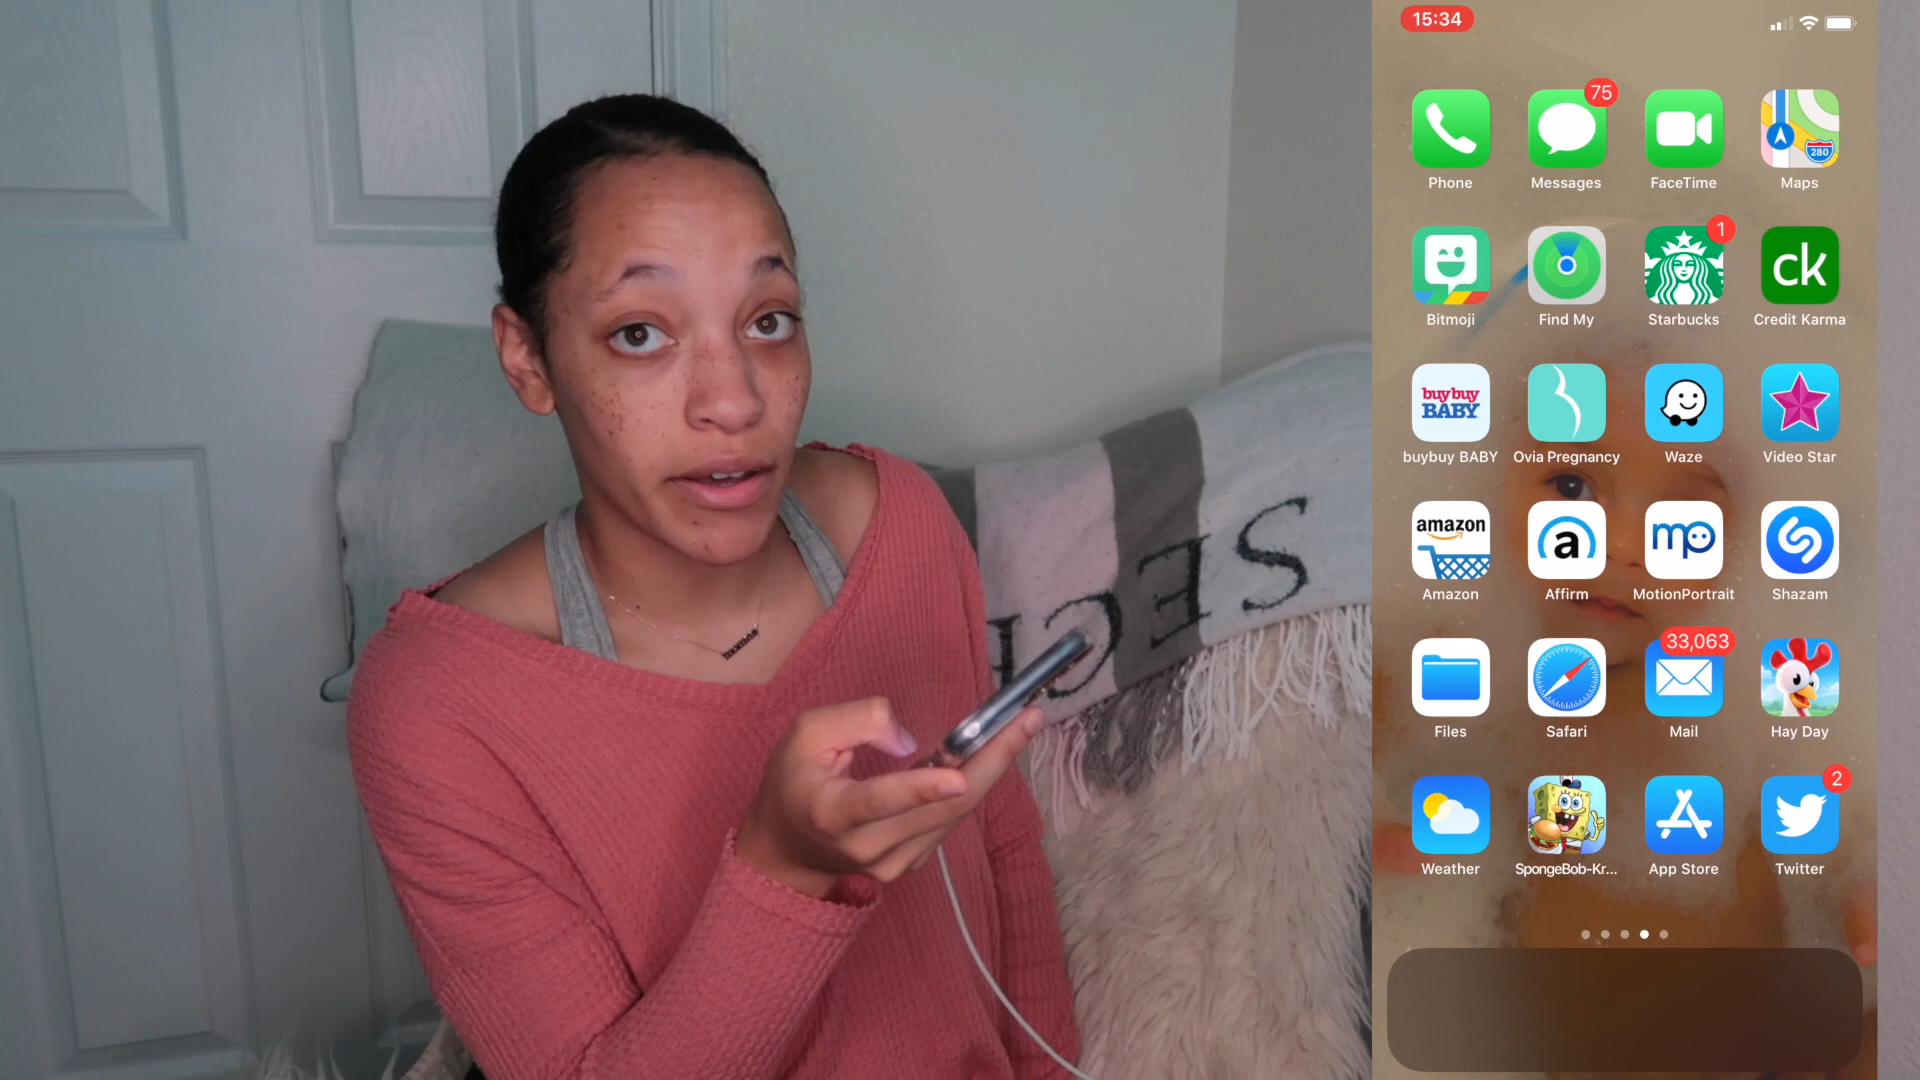 15:34
75
280
Phone
Messages
FaceTime
Maps
1
ck
Bitmoji
Find My
Starbucks
Credit Karma
buybuy
BABY
buybuy BABY
Ovia Pregnancy
Waze
Video Star
amazon
a
mp
Amazon
Affirm
MotionPortrait
Shazam
33,063
Files
Safari
Mail
Hay Day
2
Weather
SpongeBob-Kr...
App Store
Twitter